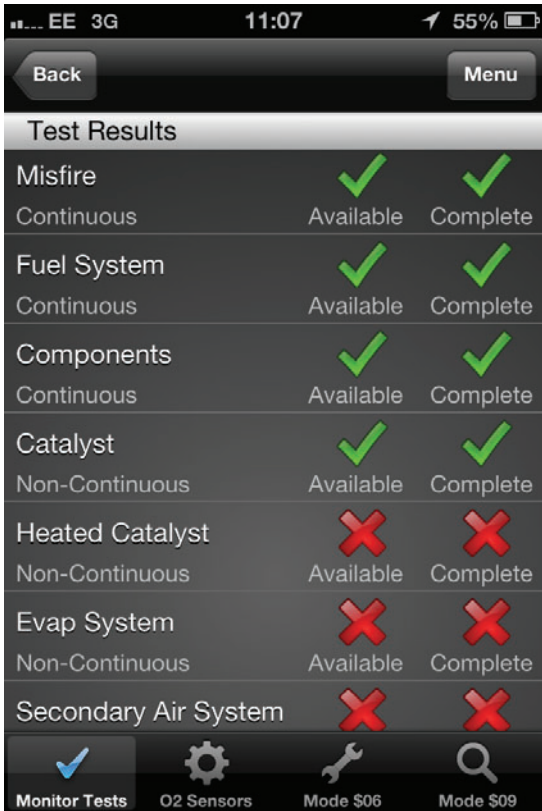 EE 3G 11:07 55%
Back Menu
Test Results
Misfire
Continuous Available Complete
Fuel System
Continuous Available Complete
Components
Continuous Available Complete
Catalyst
Non-Continuous Available Complete
Heated Catalyst
Non-Continuous Available Complete
Evap System
Non-Continuous Available Complete
Secondary Air System
Monitor Tests O2 Sensors Mode $06 Mode $09